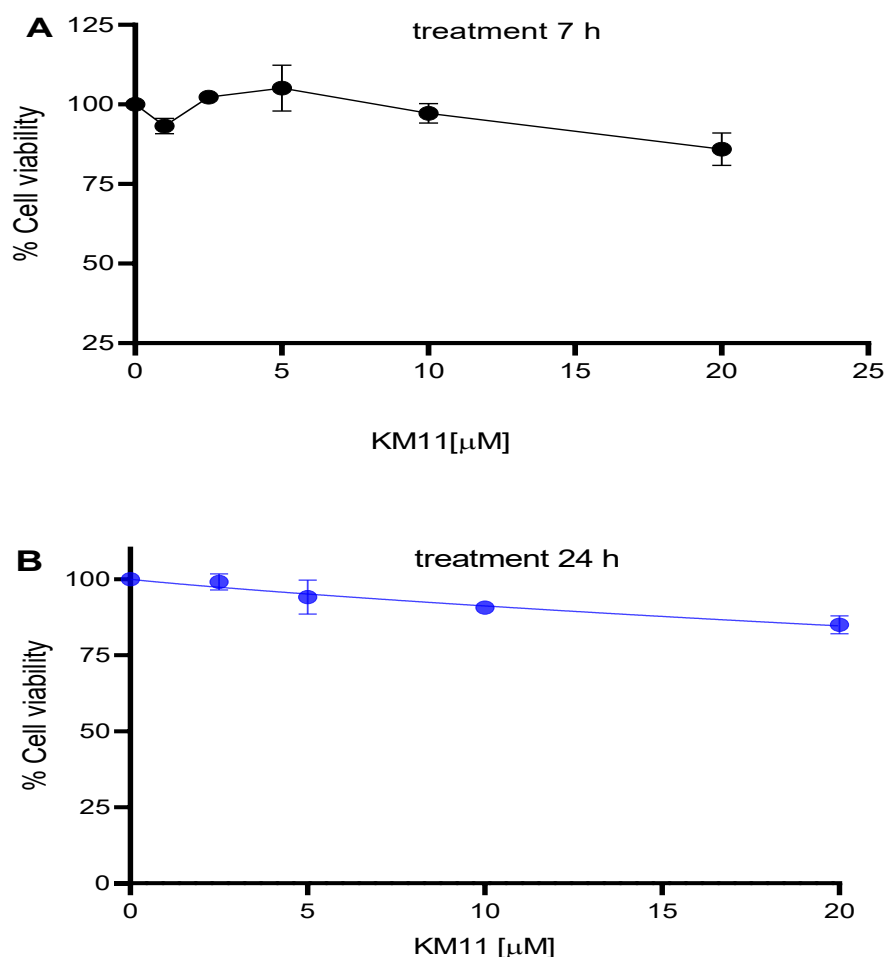 A
treatment 7 h
% Cell viability
125
100
75
50
25
0 5 10 15 20 25
KM11[μM]
B
treatment 24 h
% Cell viability
100
75
50
25
0
0 5 10 15 20
KM11 [μM]